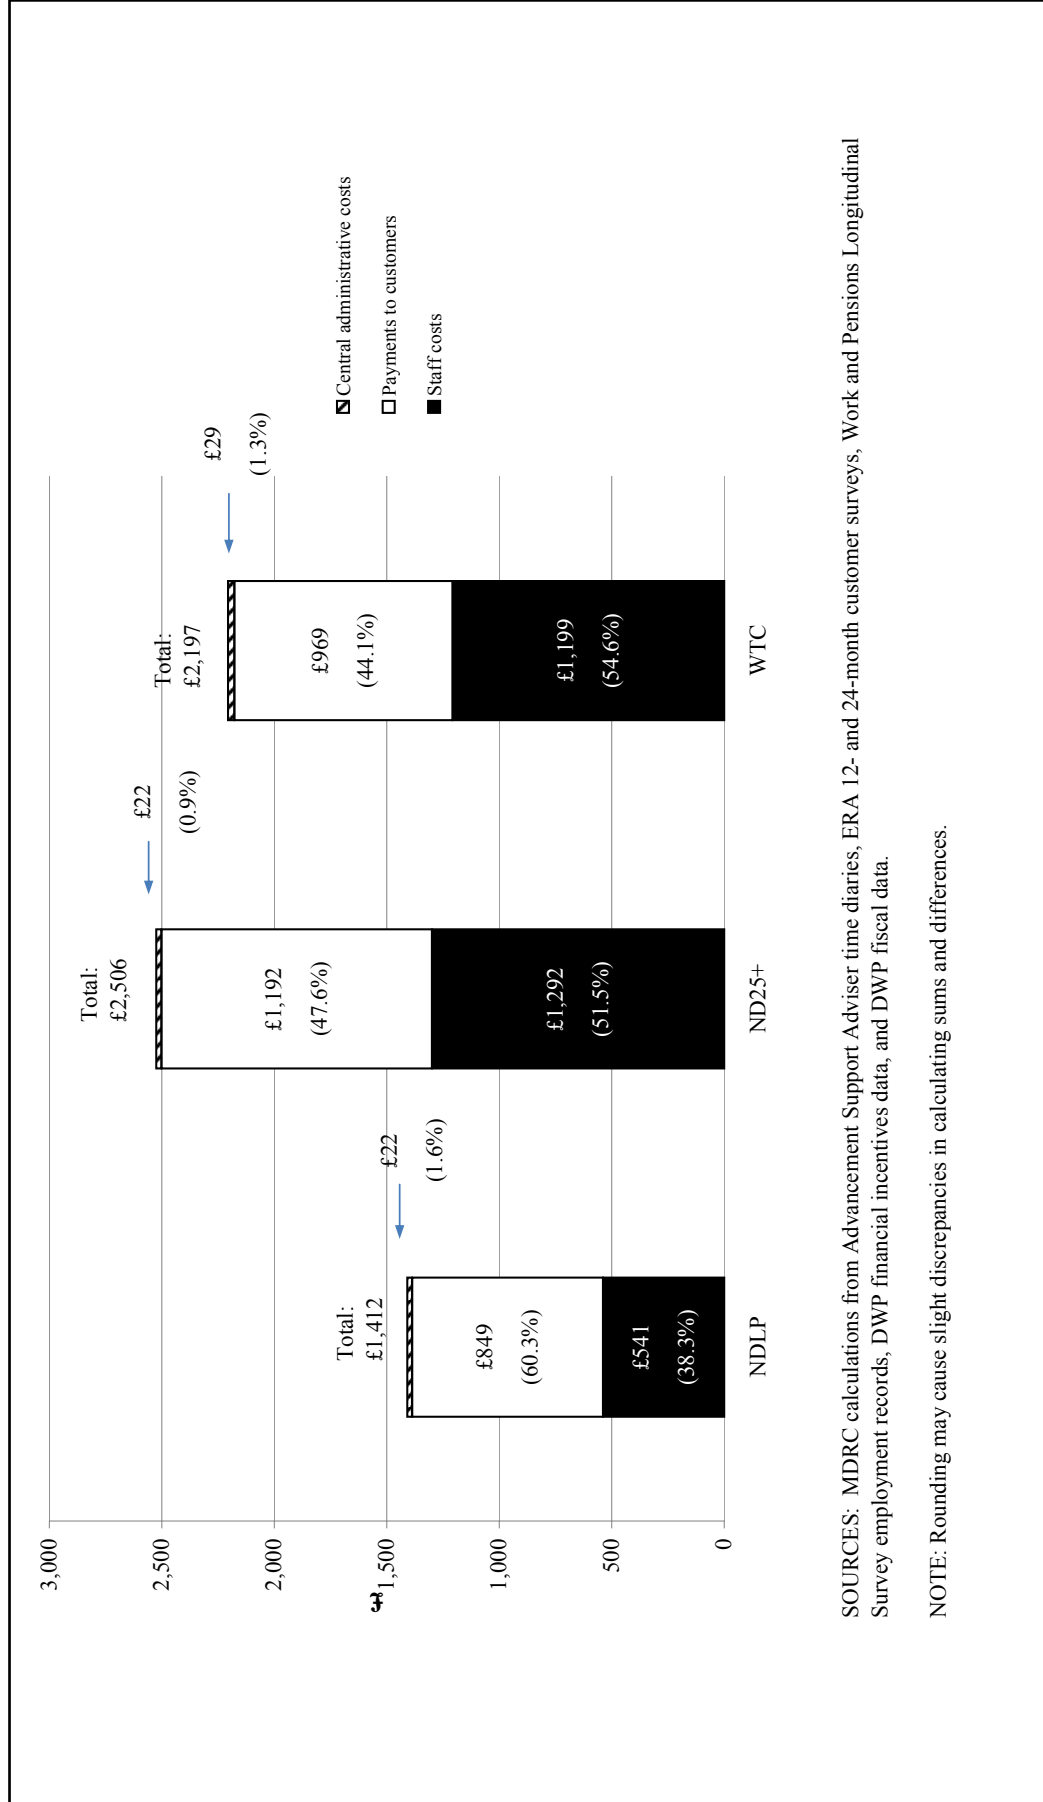 3,000
2,500
2,000
1,500
1,000
500
0
£
Total:
£1,412
£22
(1.6%)
£849
(60.3%)
£541
(38.3%)
NDLP
Total:
£2,506
£22
(0.9%)
£1,192
(47.6%)
£1,292
(51.5%)
ND25+
Total:
£2,197
£29
(1.3%)
£969
(44.1%)
£1,199
(54.6%)
WTC
Central administrative costs
Payments to customers
Staff costs
SOURCES: MDRC calculations from Advancement Support Adviser time diaries, ERA 12- and 24-month customer surveys, Work and Pensions Longitudinal
Survey employment records, DWP financial incentives data, and DWP fiscal data.
NOTE: Rounding may cause slight discrepancies in calculating sums and differences.